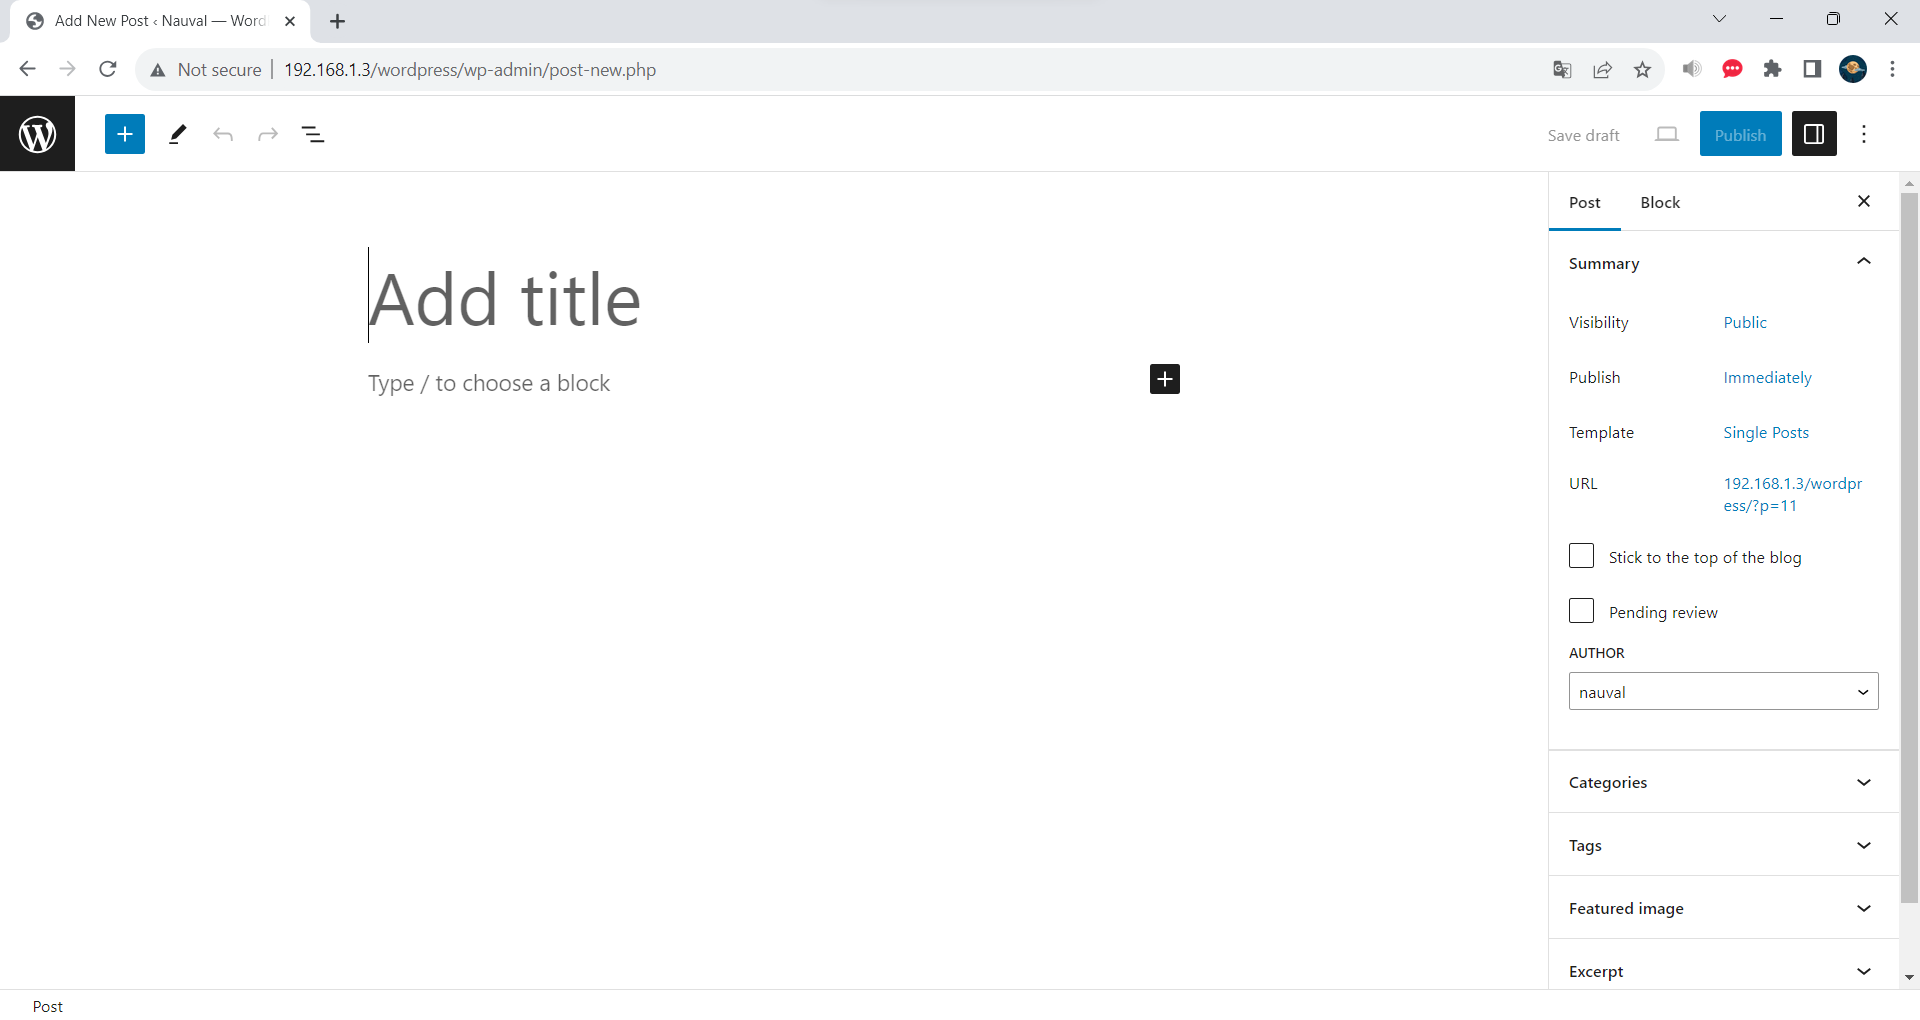 Add New Post ‹ Nauval — Word
Not secure
192.168.1.3/wordpress/wp-admin/post-new.php
Save draft
Publish
Post Block
Add title
Type / to choose a block
Summary
Visibility Public
Publish Immediately
Template Single Posts
URL 192.168.1.3/wordpr
ess/?p=11
Stick to the top of the blog
Pending review
AUTHOR
nauval
Categories
Tags
Featured image
Excerpt
Post